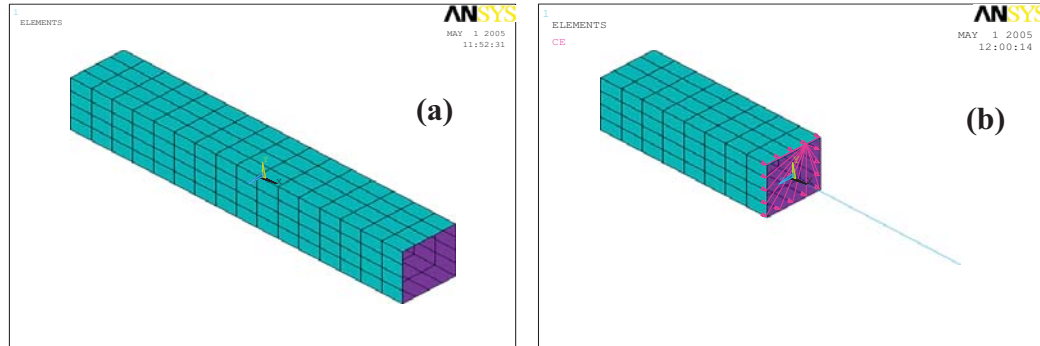 1
ELEMENTS
ANSYS
MAY 1 2005
11:52:31
(a)
1
ELEMENTS
CE
ANSYS
MAY 1 2005
12:00:14
(b)